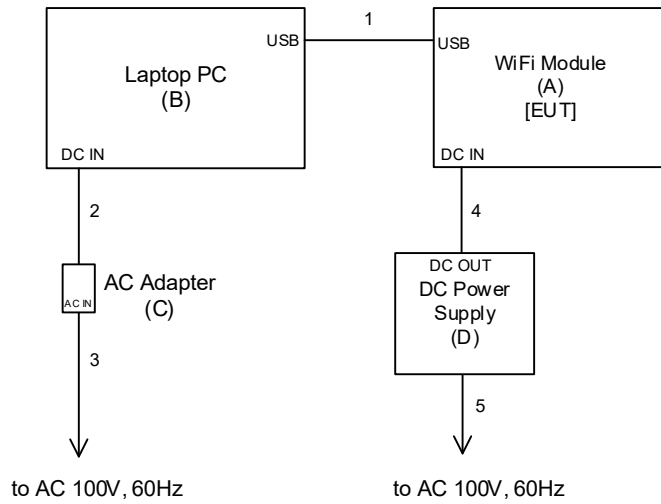 1
USB
USB
Laptop PC
(B)
WiFi Module
(A)
[EUT]
DC IN
DC IN
2
4
AC IN
AC Adapter
(C)
DC OUT
DC Power
Supply
(D)
3
5
to AC 100V, 60Hz
to AC 100V, 60Hz